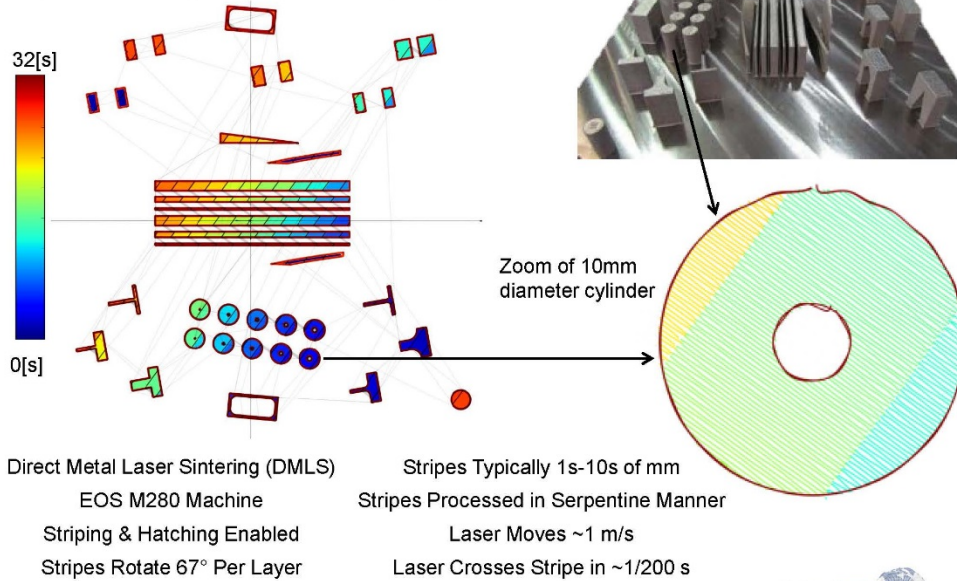 32[s]
0[s]
Zoom of 10mm
diameter cylinder
Direct Metal Laser Sintering (DMLS)
EOS M280 Machine
Striping & Hatching Enabled
Stripes Rotate 67° Per Layer
Stripes Typically 1s-10s of mm
Stripes Processed in Serpentine Manner
Laser Moves ~1 m/s
Laser Crosses Stripe in ~1/200 s